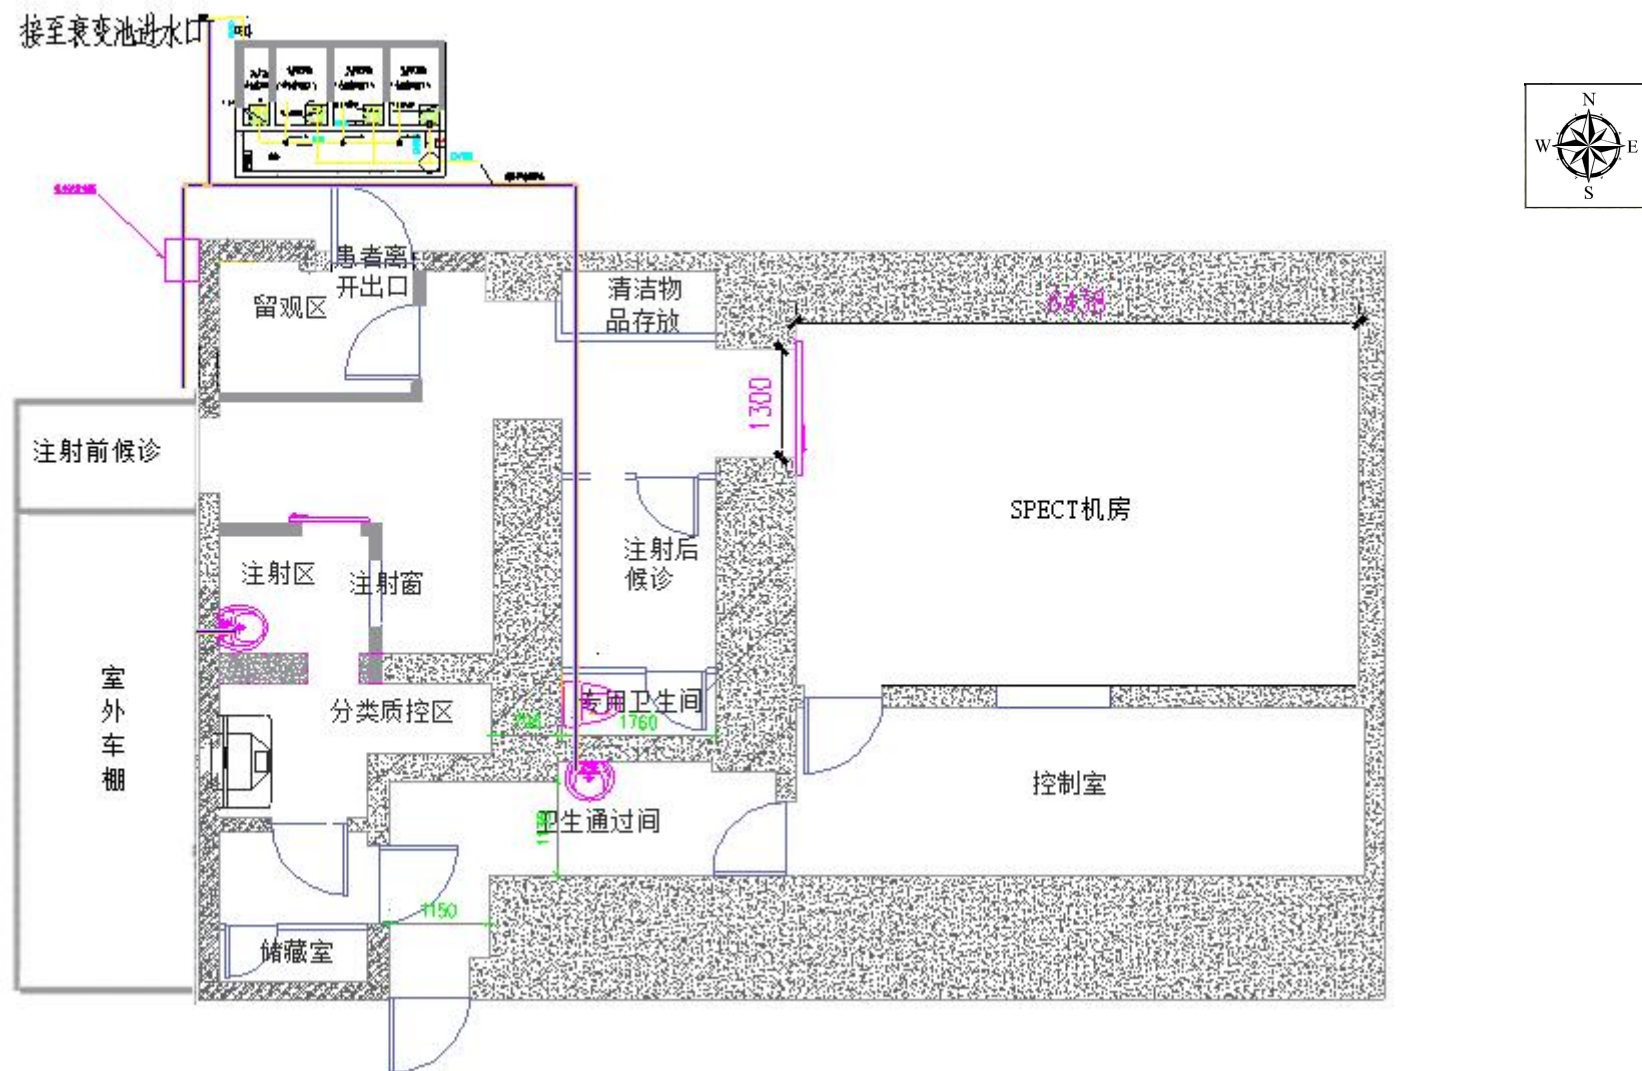 接至衰变池进水口
N
W
E
S
患者离
开出口
留观区
清洁物
品存放
6438
1300
注射前候诊
SPECT机房
注射区
注射窗
注射后
候诊
室外车棚
分类质控区
专用卫生间
1760
控制室
卫生通过间
1150
储藏室